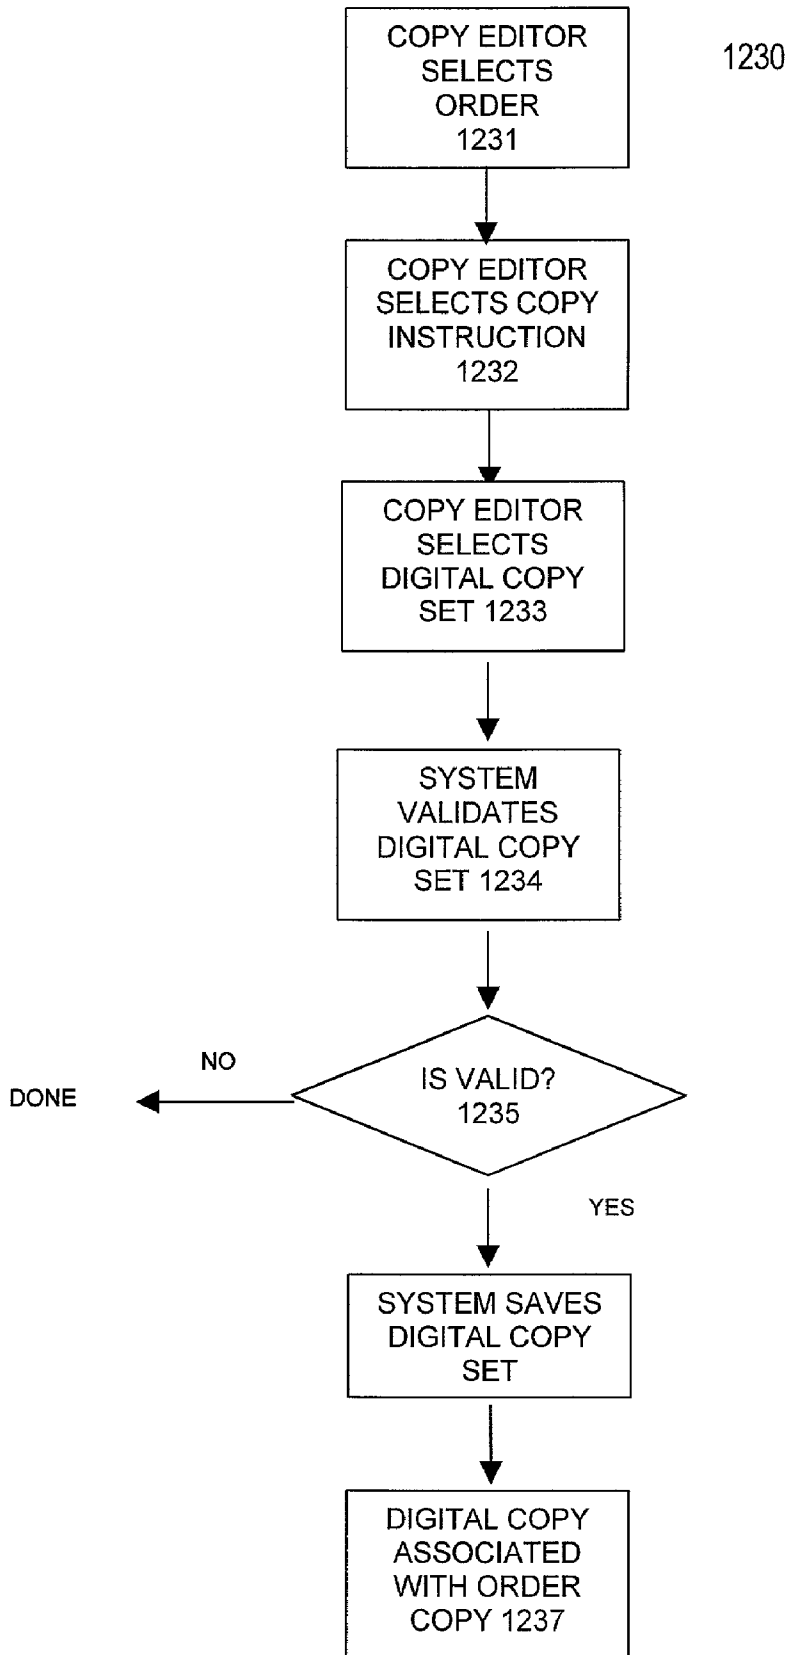 COPY EDITOR
SELECTS
ORDER
1231
1230
COPY EDITOR
SELECTS COPY
INSTRUCTION
1232
COPY EDITOR
SELECTS
DIGITAL COPY
SET 1233
SYSTEM
VALIDATES
DIGITAL COPY
SET 1234
IS VALID?
1235
NO
DONE
YES
SYSTEM SAVES
DIGITAL COPY
SET
DIGITAL COPY
ASSOCIATED
WITH ORDER
COPY 1237